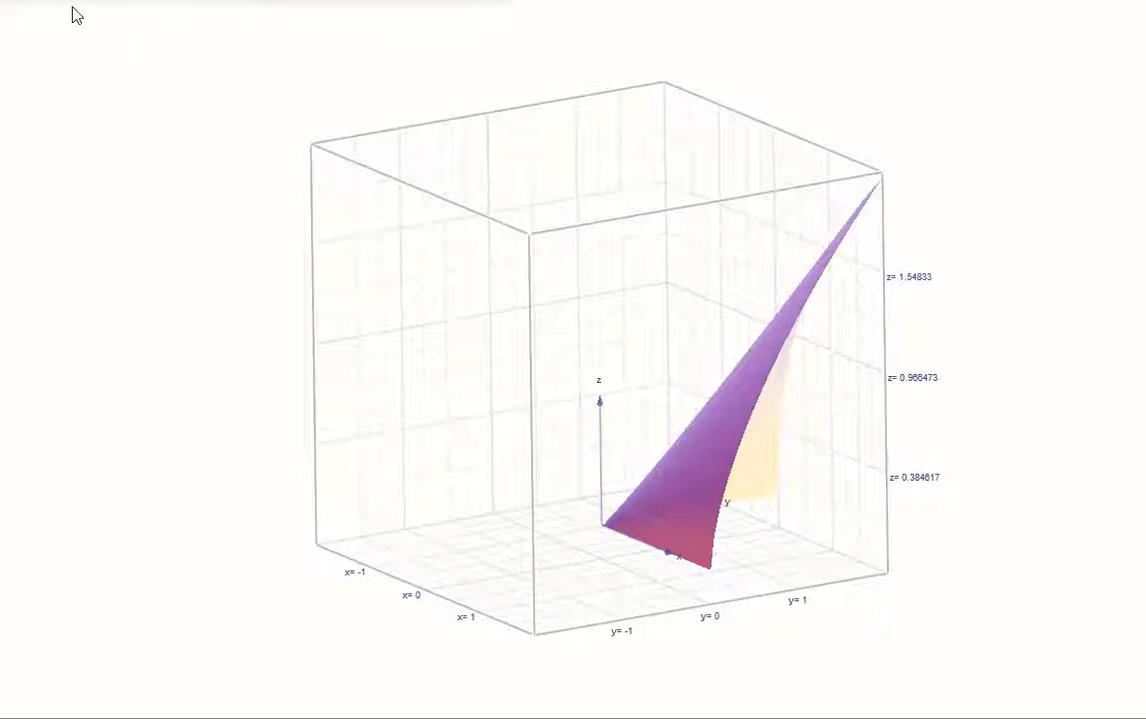 z= 1.54833
z
z= 0.966473
z= 0.384617
y
x
x= -1
x= 0
x= 1
y= 1
y= 0
y= -1